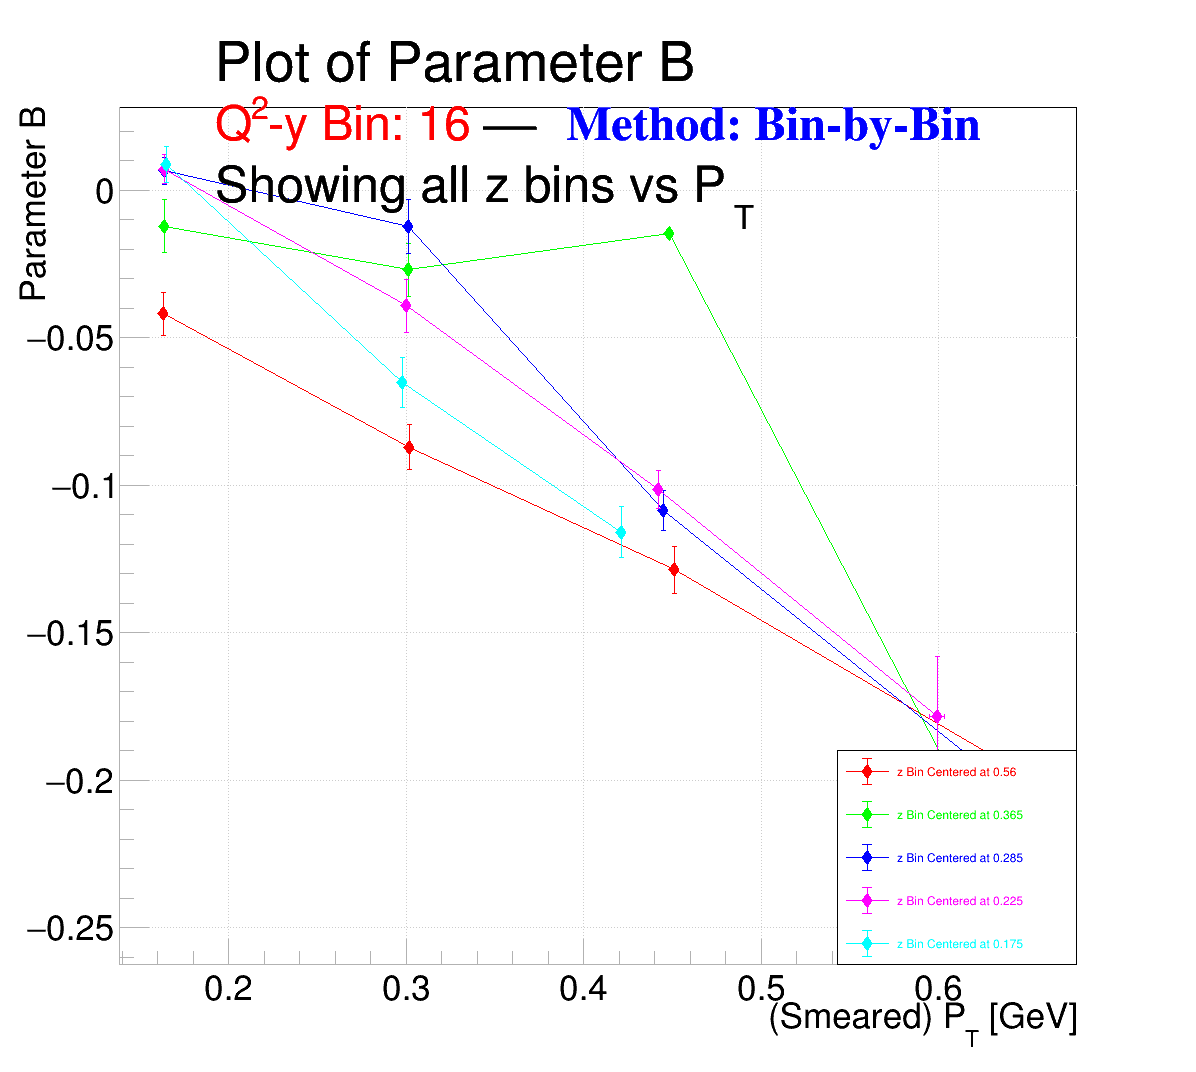 Plot of Parameter B
Q²-y Bin: 16 — Method: Bin-by-Bin
Showing all z bins vs P_T
Parameter B
0
−0.05
−0.1
−0.15
−0.2
−0.25
z Bin Centered at 0.56
z Bin Centered at 0.365
z Bin Centered at 0.285
z Bin Centered at 0.225
z Bin Centered at 0.175
0.2 0.3 0.4 0.5 0.6
(Smeared) P_T [GeV]